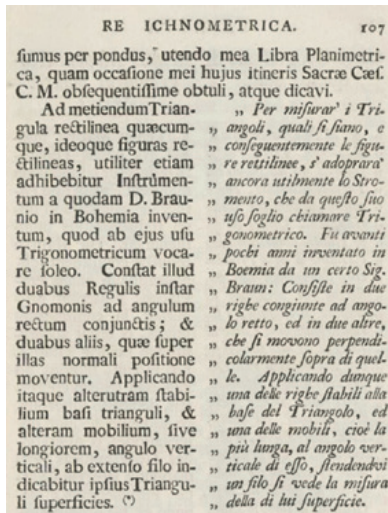 RE ICHNOMETRICA. 107
ſumus per pondus, utendo mea Libra Planimetri-
ca, quam occaſione mei hujus itineris Sacræ Cæſ.
C. M. obſequentiſſime obtuli, atque dicavi.
Ad metiendum Trian-
gula rectilinea quæcum-
que, ideoque figuras re-
ctilineas, utiliter etiam
adhibebitur Inſtrumen-
tum a quodam D. Brau-
nio in Bohemia inven-
tum, quod ab ejus uſu
Trigonometricum voca-
re ſoleo. Conſtat illud
duabus Regulis inſtar
Gnomonis ad angulum
rectum conjunctis; &
duabus aliis, quæ ſuper
illas normali poſitione
moventur. Applicando
itaque alterutram ſtabi-
lium baſi trianguli, &
alteram mobilium, ſive
longiorem, angulo ver-
ticali, ab extenſo filo in-
dicabitur ipſius Triangu-
li ſuperficies. (*)
„ Per miſurar' i Tri-
„ angoli, quali ſi ſiano, e
„ conſeguentemente le figu-
„ re rettilinee, s' adoprarà
„ ancora utilmente lo Stro-
„ mento, che da queſto ſuo
„ uſo ſoglio chiamare Tri-
„ gonometrico. Fu avanti
„ pochi anni inventato in
„ Boemia da un certo Sig.
„ Braun: Conſiſte in due
„ righe congiunte ad ango-
„ lo retto, ed in due altre,
„ che ſi movono perpendi-
„ colarmente ſopra di quel-
„ le. Applicando dunque
„ una delle righe ſtabili alla
„ baſe del Triangolo, ed
„ una delle mobili, cioè la
„ più lunga, al angolo ver-
„ ticale di eſſo, ſtendendovi
„ un filo ſi vede la miſura
„ della di lui ſuperficie.